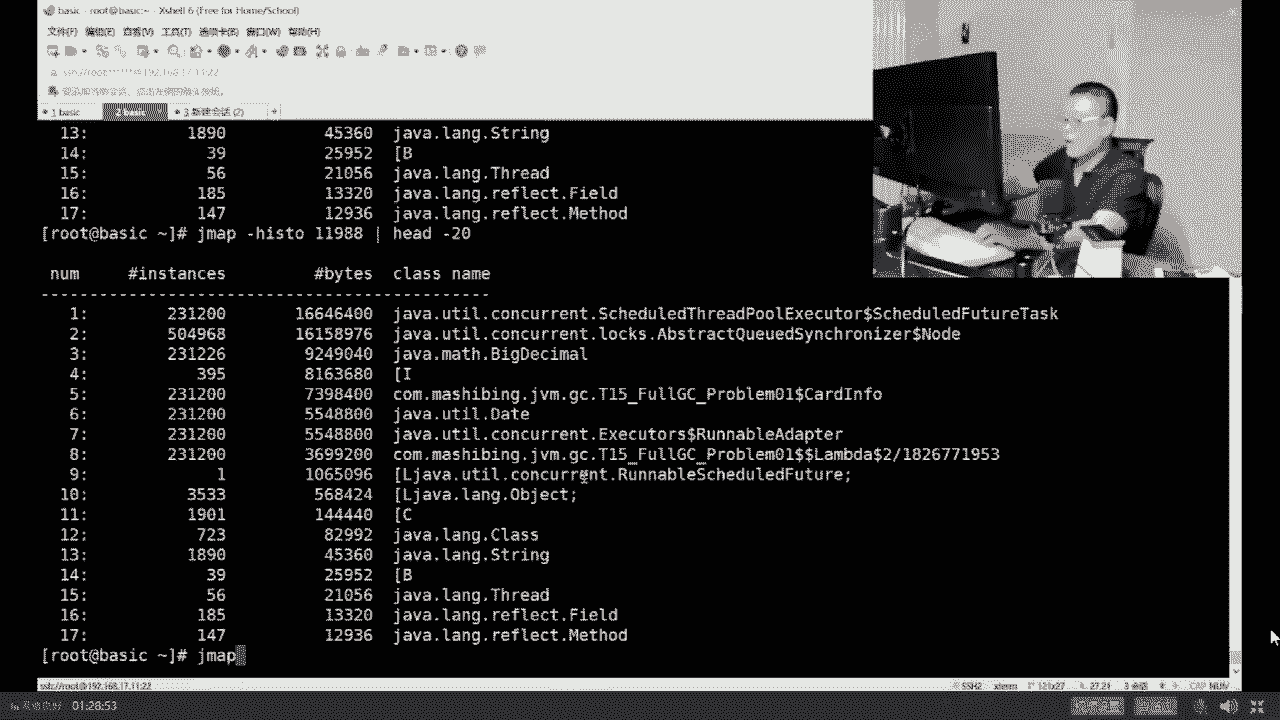 basic - root@basic:~ - Xshell 6 (Free for Home/School)
文件(F) 编辑(E) 查看(V) 工具(T) 选项卡(B) 窗口(W) 帮助(H)
1 basic 2 basic 3 新建会话 (2) +
13: 1890 45360 java.lang.String
14: 39 25952 [B
15: 56 21056 java.lang.Thread
16: 185 13320 java.lang.reflect.Field
17: 147 12936 java.lang.reflect.Method
[root@basic ~]# jmap -histo 11988 | head -20
num #instances #bytes class name
----------------------------------------------
1: 231200 16646400 java.util.concurrent.ScheduledThreadPoolExecutor$ScheduledFutureTask
2: 504968 16158976 java.util.concurrent.locks.AbstractQueuedSynchronizer$Node
3: 231226 9249040 java.math.BigDecimal
4: 395 8163680 [I
5: 231200 7398400 com.mashibing.jvm.gc.T15_FullGC_Problem01$CardInfo
6: 231200 5548800 java.util.Date
7: 231200 5548800 java.util.concurrent.Executors$RunnableAdapter
8: 231200 3699200 com.mashibing.jvm.gc.T15_FullGC_Problem01$$Lambda$2/1826771953
9: 1 1065096 [Ljava.util.concurrent.RunnableScheduledFuture;
10: 3533 568424 [Ljava.lang.Object;
11: 1901 144440 [C
12: 723 82992 java.lang.Class
13: 1890 45360 java.lang.String
14: 39 25952 [B
15: 56 21056 java.lang.Thread
16: 185 13320 java.lang.reflect.Field
17: 147 12936 java.lang.reflect.Method
[root@basic ~]# jmap
ssh://root@192.168.17.11:22 SSH2 xterm 121x27 27,21 3 会话 CAP NUM
01:28:53